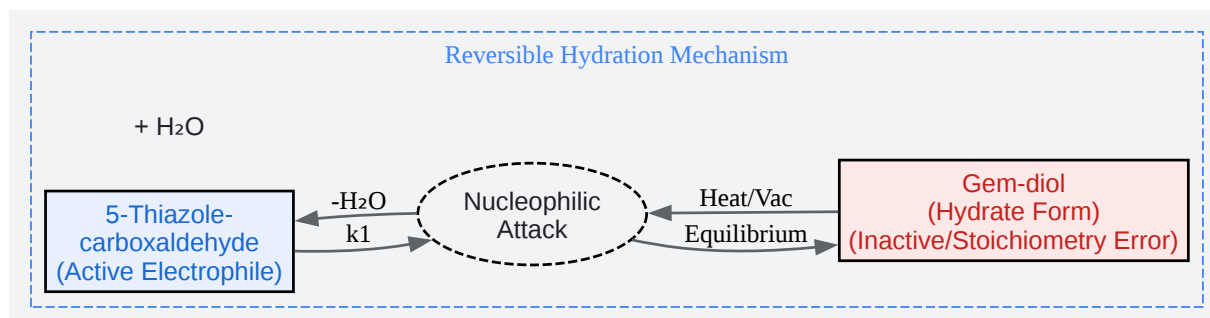 Reversible Hydration Mechanism
+ H₂O
5-Thiazole-
carboxaldehyde
(Active Electrophile)
-H₂O
k1
Nucleophilic
Attack
Heat/Vac
Equilibrium
Gem-diol
(Hydrate Form)
(Inactive/Stoichiometry Error)